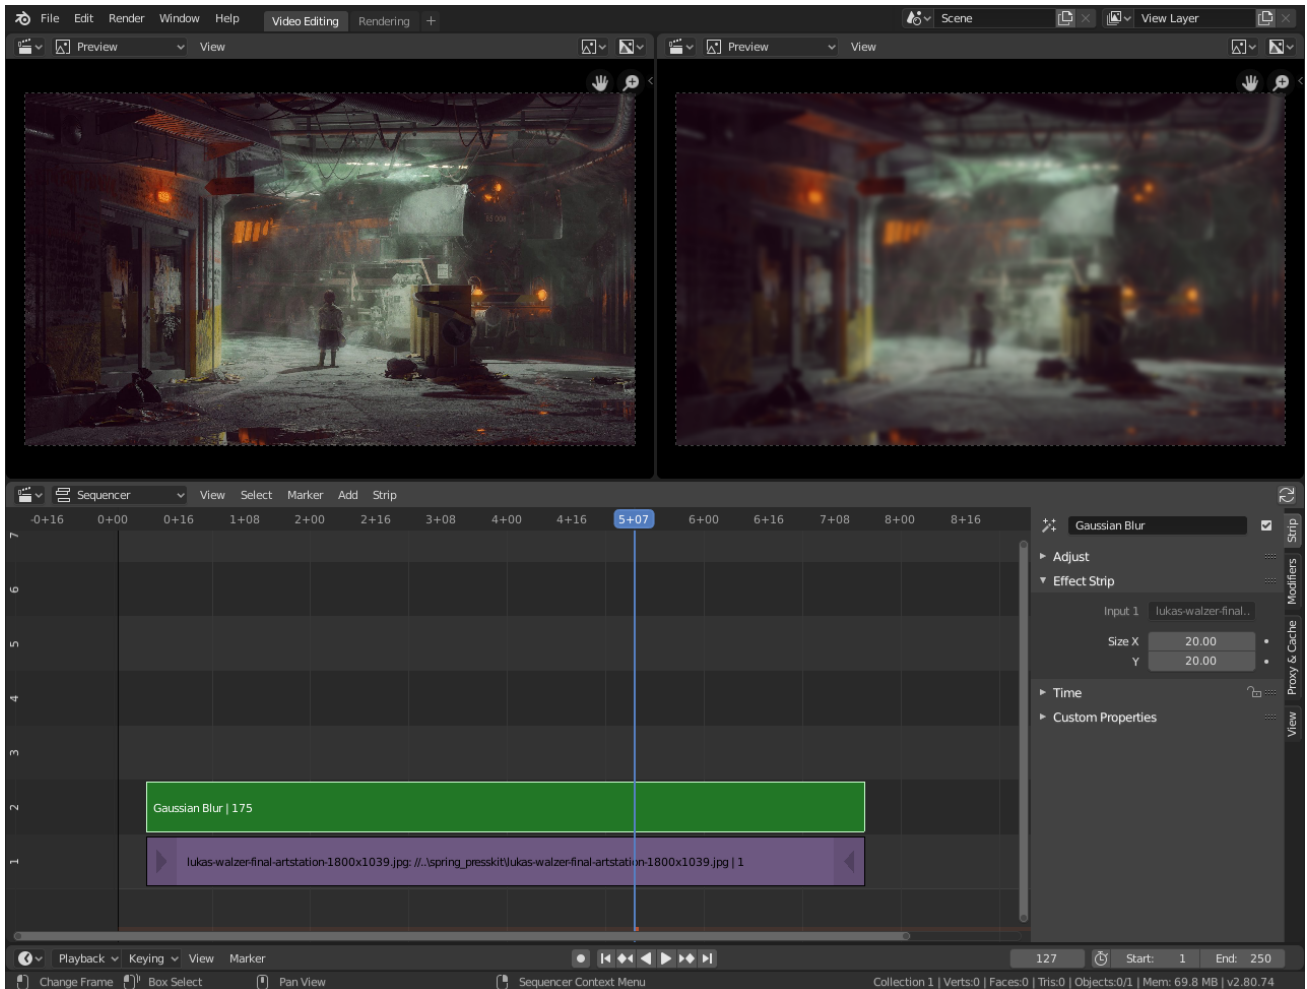 File Edit Render Window Help Video Editing Rendering + Scene View Layer
Preview View Preview View
Sequencer View Select Marker Add Strip
-0+16 0+00 0+16 1+08 2+00 2+16 3+08 4+00 4+16 5+07 6+00 6+16 7+08 8+00 8+16
7
6
5
4
3
2
1
Gaussian Blur | 175
lukas-walzer-final-artstation-1800x1039.jpg: //..\spring_presskit\lukas-walzer-final-artstation-1800x1039.jpg | 1
Gaussian Blur
Adjust
Effect Strip
Input 1 lukas-walzer-final..
Size X 20.00
Y 20.00
Time
Custom Properties
Strip
Modifiers
Proxy & Cache
View
Playback Keying View Marker 127 Start: 1 End: 250
Change Frame Box Select Pan View Sequencer Context Menu Collection 1 | Verts:0 | Faces:0 | Tris:0 | Objects:0/1 | Mem: 69.8 MB | v2.80.74